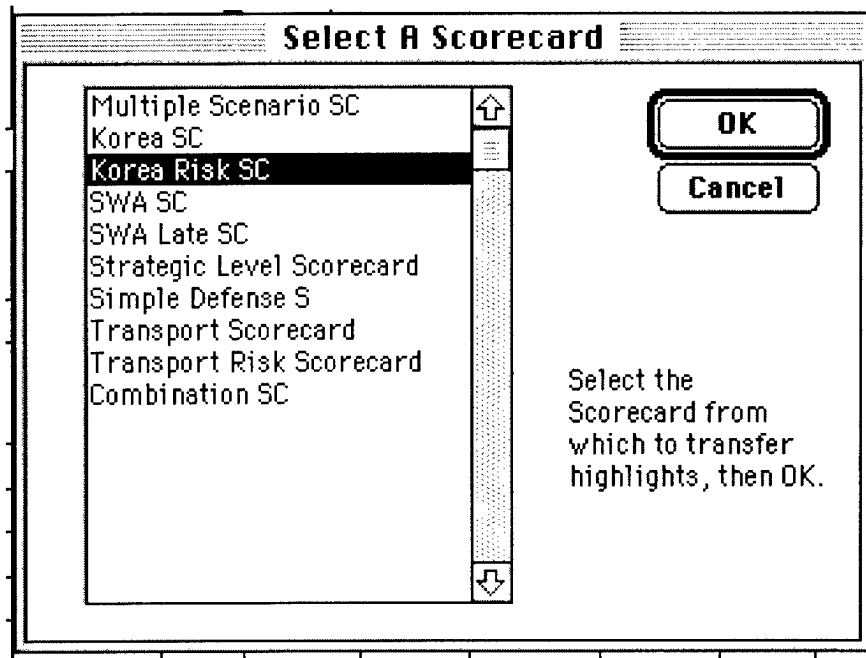 Select A Scorecard
Multiple Scenario SC
Korea SC
Korea Risk SC
SWA SC
SWA Late SC
Strategic Level Scorecard
Simple Defense S
Transport Scorecard
Transport Risk Scorecard
Combination SC
OK
Cancel
Select the
Scorecard from
which to transfer
highlights, then OK.